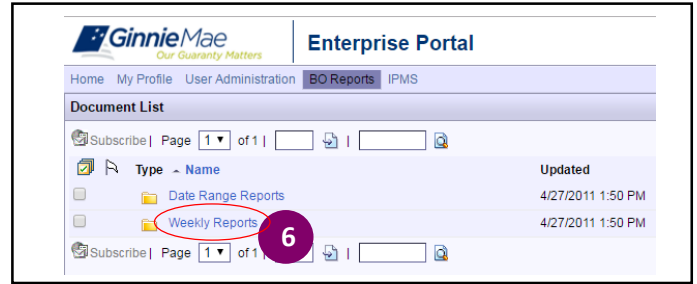 GinnieMae
Our Guaranty Matters
Enterprise Portal
Home My Profile User Administration BO Reports IPMS
Document List
Subscribe | Page 1 of 1 | |
Type Name Updated
Date Range Reports 4/27/2011 1:50 PM
Weekly Reports 4/27/2011 1:50 PM
6
Subscribe | Page 1 of 1 |